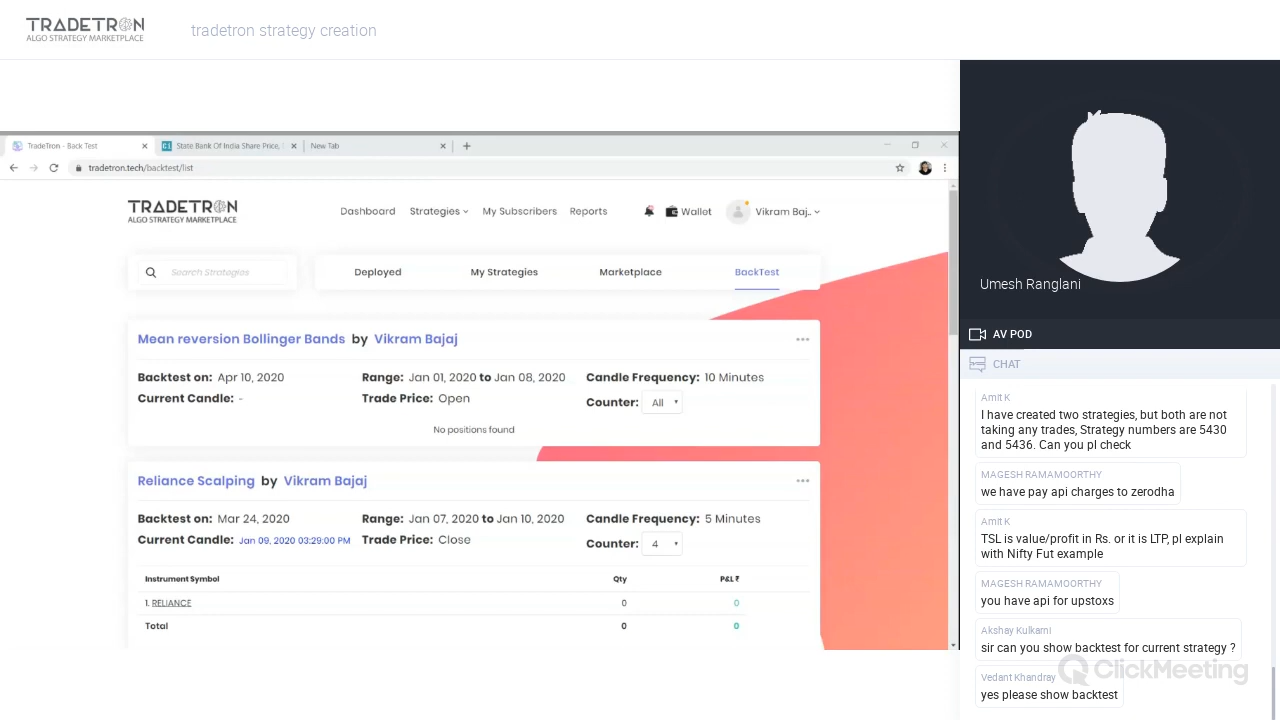 TRADETRON
ALGO STRATEGY MARKETPLACE
tradetron strategy creation
TradeTron - Back Test
State Bank Of India Share Price,
New Tab
tradetron.tech/backtest/list
TRADETRON
ALGO STRATEGY MARKETPLACE
Dashboard Strategies My Subscribers Reports Wallet Vikram Baj..
Search Strategies
Deployed My Strategies Marketplace BackTest
Mean reversion Bollinger Bands by Vikram Bajaj
Backtest on: Apr 10, 2020 Range: Jan 01, 2020 to Jan 08, 2020 Candle Frequency: 10 Minutes
Current Candle: - Trade Price: Open Counter: All
No positions found
Reliance Scalping by Vikram Bajaj
Backtest on: Mar 24, 2020 Range: Jan 07, 2020 to Jan 10, 2020 Candle Frequency: 5 Minutes
Current Candle: Jan 09, 2020 03:29:00 PM Trade Price: Close Counter: 4
Instrument Symbol Qty P&L ₹
1. RELIANCE 0 0
Total 0 0
Umesh Ranglani
AV POD
CHAT
Amit K
I have created two strategies, but both are not
taking any trades, Strategy numbers are 5430
and 5436. Can you pl check
MAGESH RAMAMOORTHY
we have pay api charges to zerodha
Amit K
TSL is value/profit in Rs. or it is LTP, pl explain
with Nifty Fut example
MAGESH RAMAMOORTHY
you have api for upstoxs
Akshay Kulkarni
sir can you show backtest for current strategy ?
Vedant Khandray
yes please show backtest
ClickMeeting